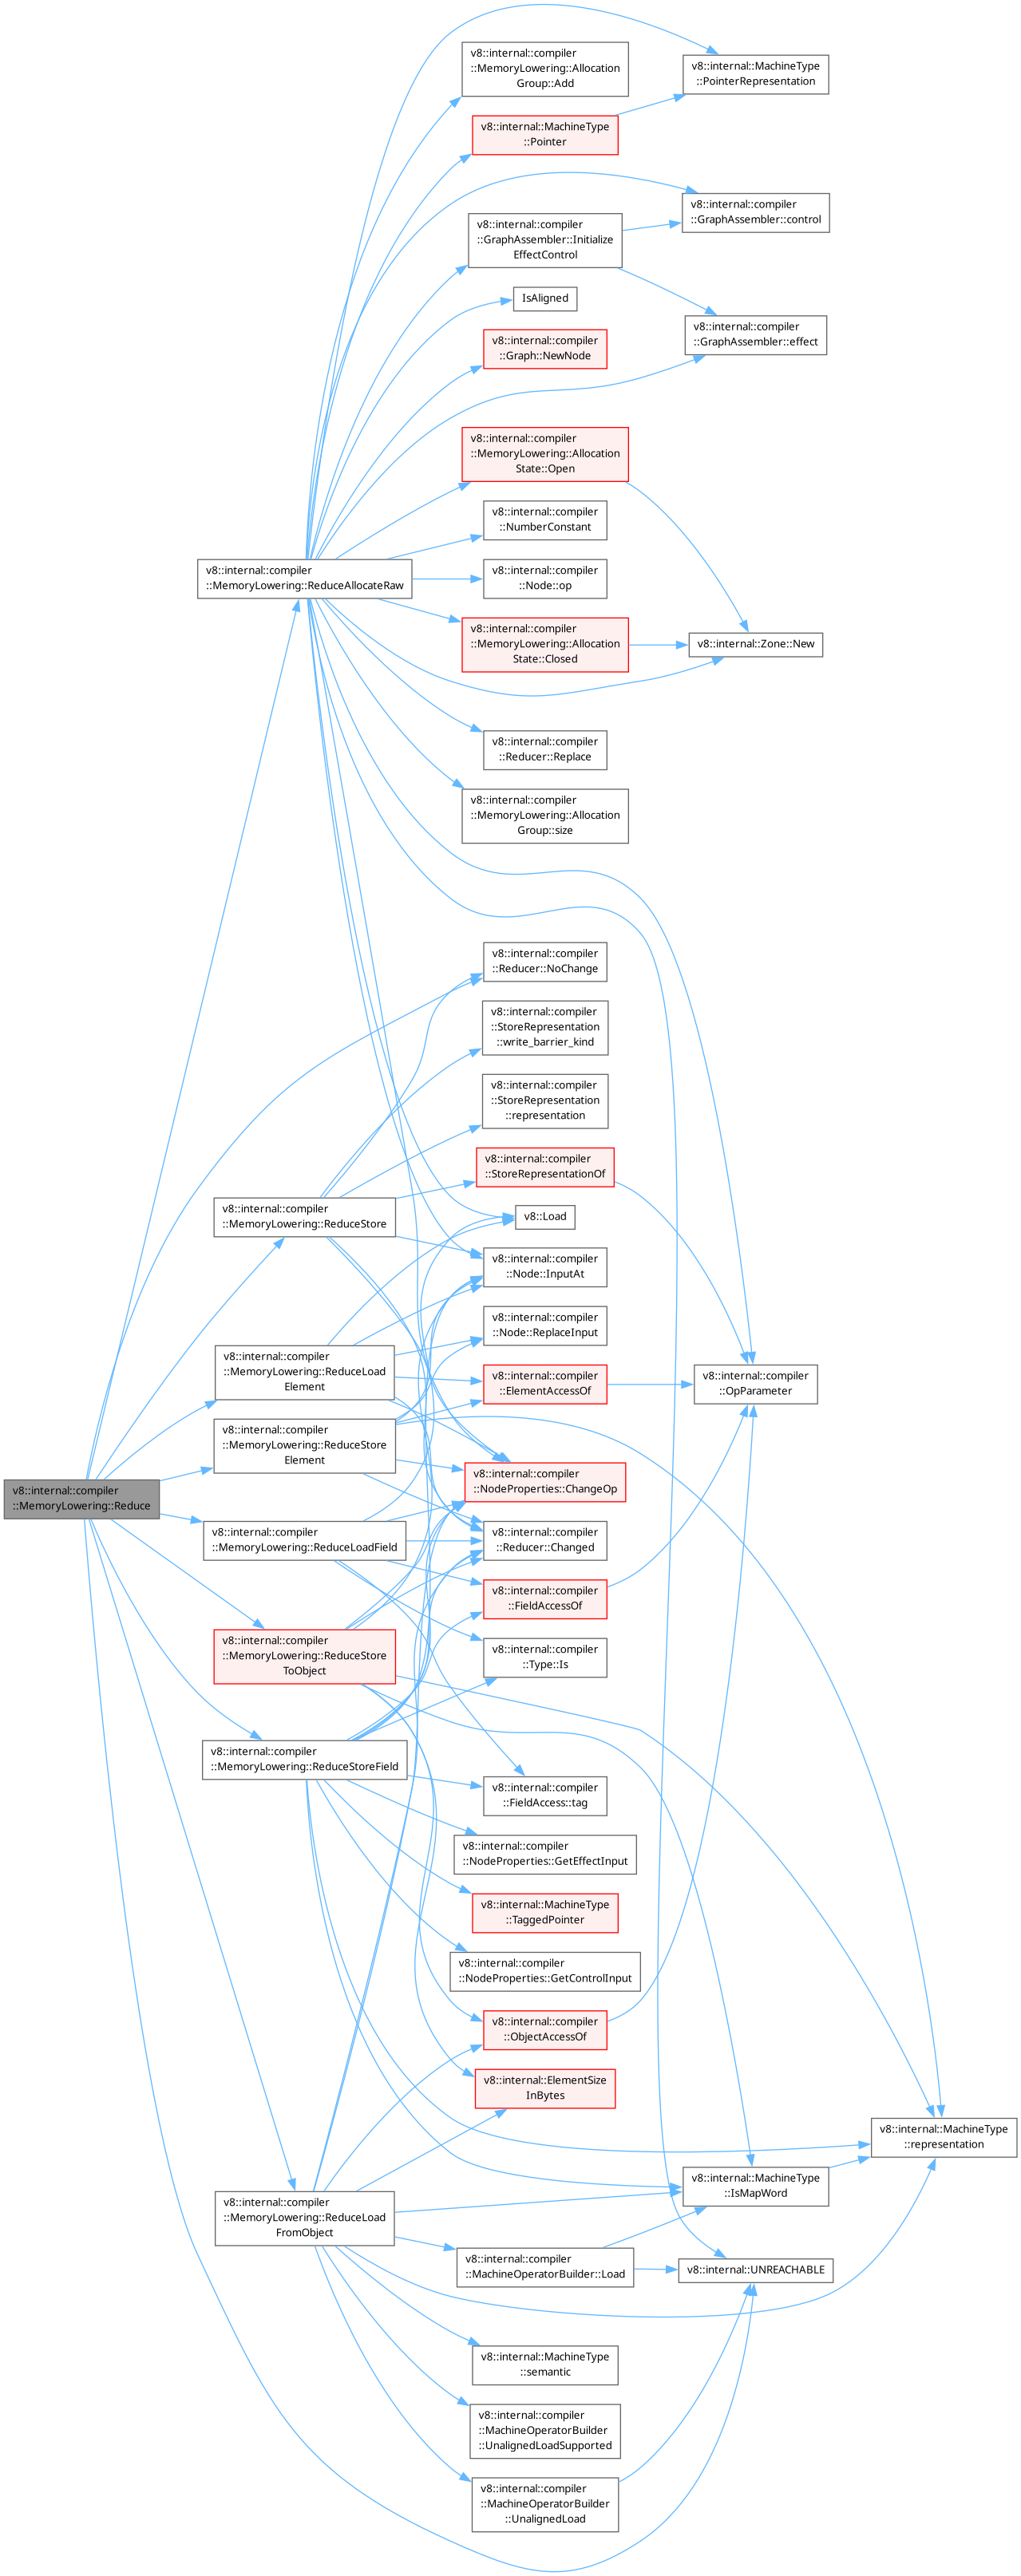 v8::internal::compiler
::MemoryLowering::Allocation
Group::Add
v8::internal::MachineType
::PointerRepresentation
v8::internal::MachineType
::Pointer
v8::internal::compiler
::GraphAssembler::control
v8::internal::compiler
::GraphAssembler::Initialize
EffectControl
IsAligned
v8::internal::compiler
::GraphAssembler::effect
v8::internal::compiler
::Graph::NewNode
v8::internal::compiler
::MemoryLowering::Allocation
State::Open
v8::internal::compiler
::NumberConstant
v8::internal::compiler
::MemoryLowering::ReduceAllocateRaw
v8::internal::compiler
::Node::op
v8::internal::compiler
::MemoryLowering::Allocation
State::Closed
v8::internal::Zone::New
v8::internal::compiler
::Reducer::Replace
v8::internal::compiler
::MemoryLowering::Allocation
Group::size
v8::internal::compiler
::Reducer::NoChange
v8::internal::compiler
::StoreRepresentation
::write_barrier_kind
v8::internal::compiler
::StoreRepresentation
::representation
v8::internal::compiler
::StoreRepresentationOf
v8::internal::compiler
::MemoryLowering::ReduceStore
v8::Load
v8::internal::compiler
::Node::InputAt
v8::internal::compiler
::Node::ReplaceInput
v8::internal::compiler
::MemoryLowering::ReduceLoad
Element
v8::internal::compiler
::ElementAccessOf
v8::internal::compiler
::OpParameter
v8::internal::compiler
::MemoryLowering::ReduceStore
Element
v8::internal::compiler
::NodeProperties::ChangeOp
v8::internal::compiler
::MemoryLowering::Reduce
v8::internal::compiler
::MemoryLowering::ReduceLoadField
v8::internal::compiler
::Reducer::Changed
v8::internal::compiler
::FieldAccessOf
v8::internal::compiler
::MemoryLowering::ReduceStore
ToObject
v8::internal::compiler
::Type::Is
v8::internal::compiler
::MemoryLowering::ReduceStoreField
v8::internal::compiler
::FieldAccess::tag
v8::internal::compiler
::NodeProperties::GetEffectInput
v8::internal::MachineType
::TaggedPointer
v8::internal::compiler
::NodeProperties::GetControlInput
v8::internal::compiler
::ObjectAccessOf
v8::internal::ElementSize
InBytes
v8::internal::MachineType
::representation
v8::internal::MachineType
::IsMapWord
v8::internal::compiler
::MemoryLowering::ReduceLoad
FromObject
v8::internal::compiler
::MachineOperatorBuilder::Load
v8::internal::UNREACHABLE
v8::internal::MachineType
::semantic
v8::internal::compiler
::MachineOperatorBuilder
::UnalignedLoadSupported
v8::internal::compiler
::MachineOperatorBuilder
::UnalignedLoad